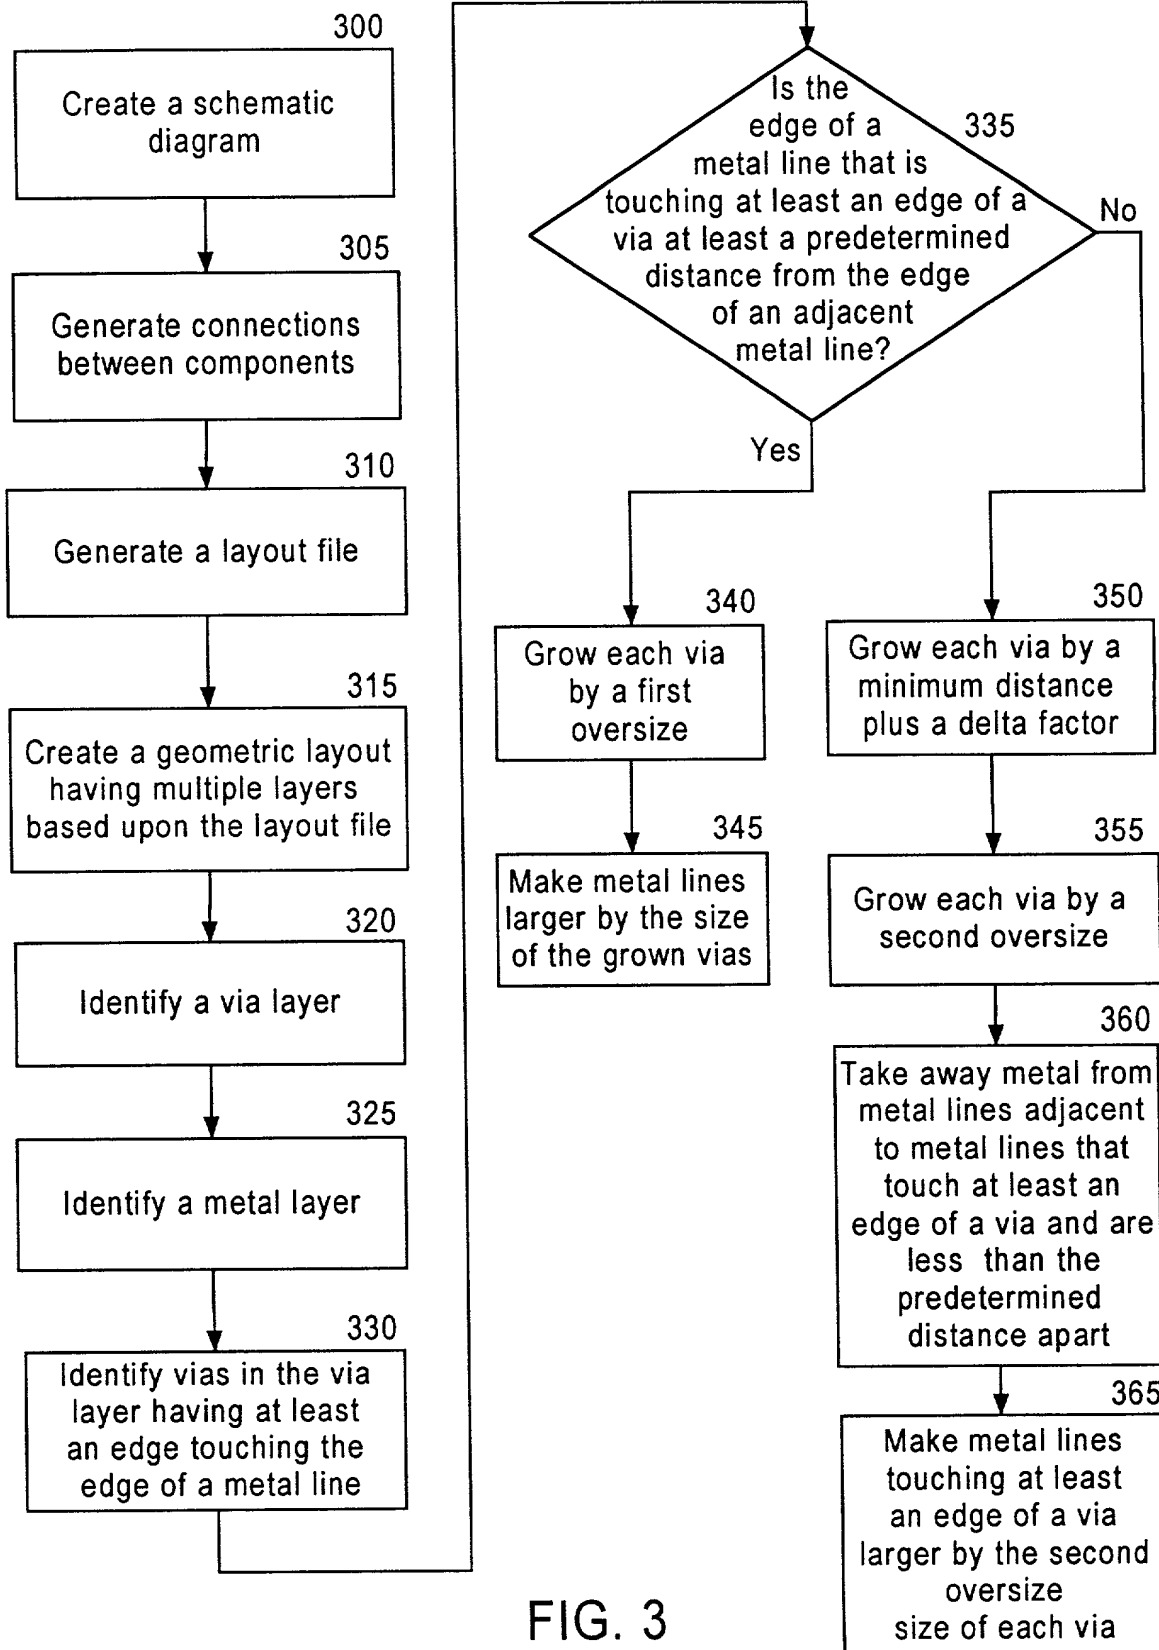 300
Create a schematic
diagram
305
Generate connections
between components
310
Generate a layout file
315
Create a geometric layout
having multiple layers
based upon the layout file
320
Identify a via layer
325
Identify a metal layer
330
Identify vias in the via
layer having at least
an edge touching the
edge of a metal line
335
Is the
edge of a
metal line that is
touching at least an edge of a
via at least a predetermined
distance from the edge
of an adjacent
metal line?
No
Yes
340
Grow each via
by a first
oversize
345
Make metal lines
larger by the size
of the grown vias
350
Grow each via by a
minimum distance
plus a delta factor
355
Grow each via by a
second oversize
360
Take away metal from
metal lines adjacent
to metal lines that
touch at least an
edge of a via and are
less than the
predetermined
distance apart
365
Make metal lines
touching at least
an edge of a via
larger by the second
oversize
size of each via
FIG. 3